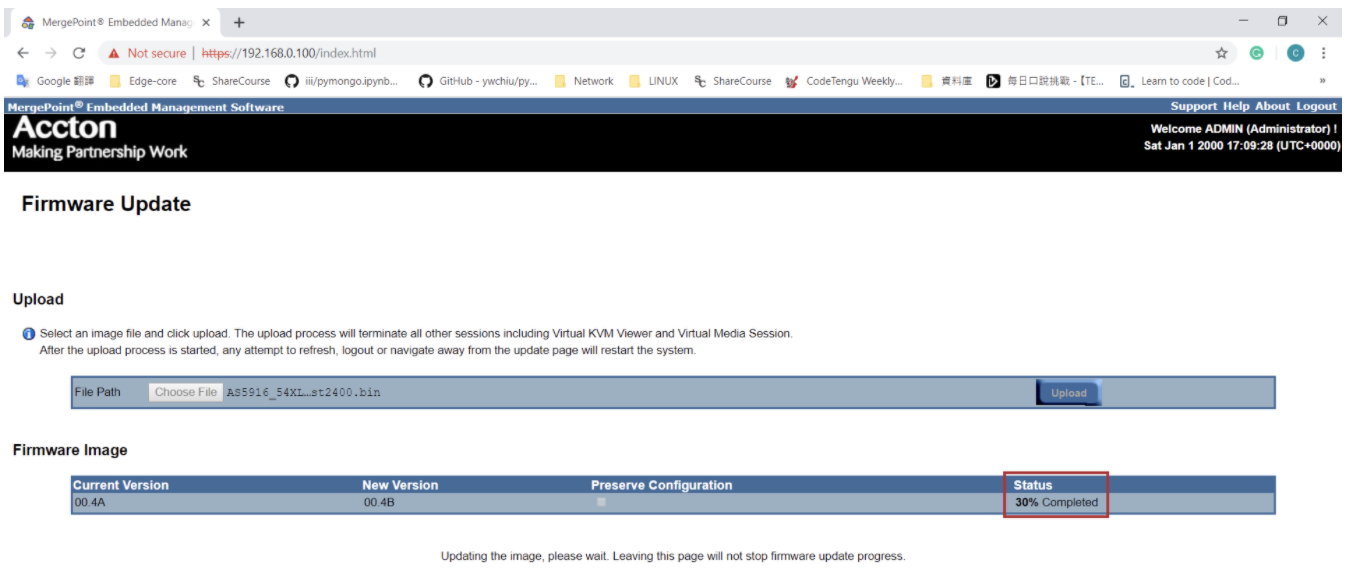 MergePoint® Embedded Manag
Not secure | https://192.168.0.100/index.html
Google 翻譯 Edge-core ShareCourse iii/pymongo.ipynb... GitHub - ywchiu/py... Network LINUX ShareCourse CodeTengu Weekly... 資料庫 每日口說挑戰 -【TE... Learn to code | Cod... »
MergePoint® Embedded Management Software Support Help About Logout
Accton
Making Partnership Work
Welcome ADMIN (Administrator) !
Sat Jan 1 2000 17:09:28 (UTC+0000)
Firmware Update
Upload
Select an image file and click upload. The upload process will terminate all other sessions including Virtual KVM Viewer and Virtual Media Session.
After the upload process is started, any attempt to refresh, logout or navigate away from the update page will restart the system.
File Path Choose File AS5916_54XL…st2400.bin Upload
Firmware Image
Current Version New Version Preserve Configuration Status
00.4A 00.4B 30% Completed
Updating the image, please wait. Leaving this page will not stop firmware update progress.